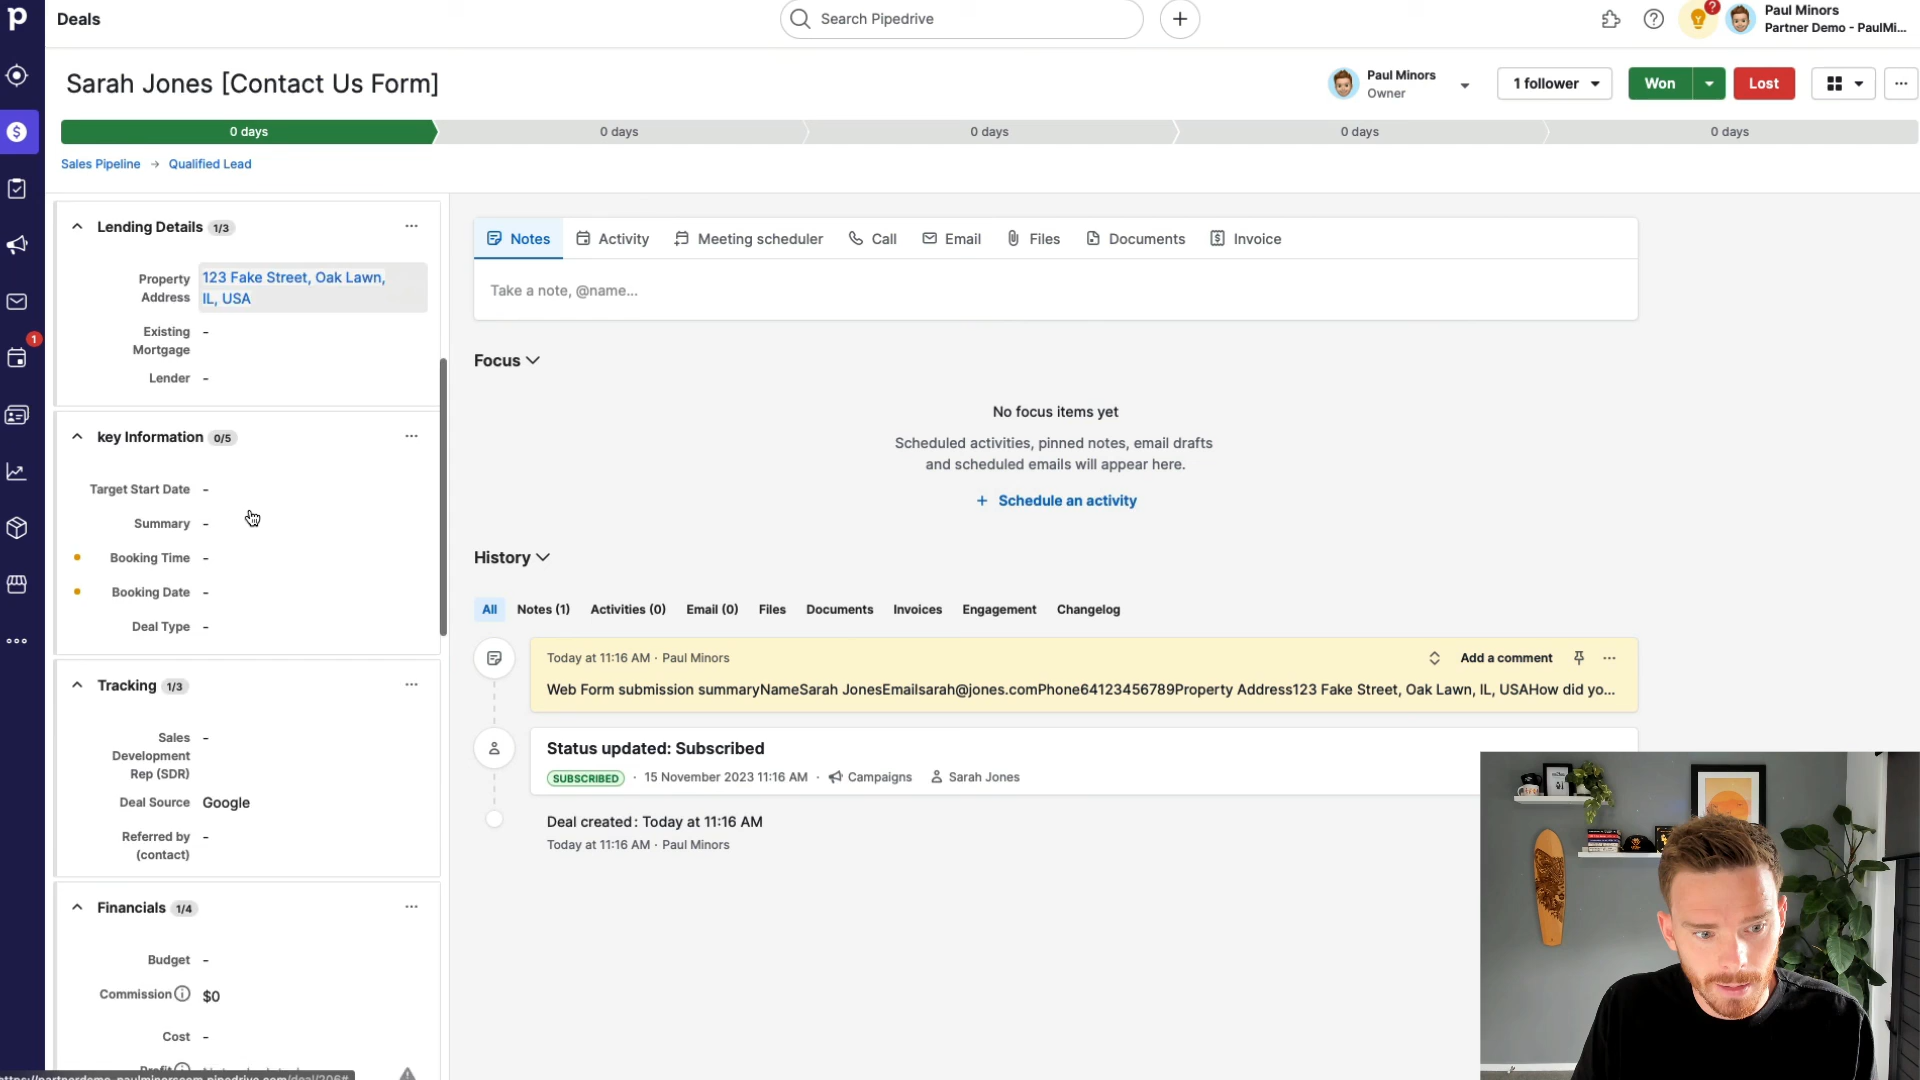 Deals
Search Pipedrive
?
Paul Minors
Partner Demo - PaulMi...
Sarah Jones [Contact Us Form]
Paul Minors
Owner
1 follower
Won
Lost
0 days
0 days
0 days
0 days
0 days
Sales Pipeline → Qualified Lead
Lending Details 1/3
Property Address
123 Fake Street, Oak Lawn,
IL, USA
Existing Mortgage -
Lender -
key Information 0/5
Target Start Date -
Summary -
Booking Time -
Booking Date -
Deal Type -
Tracking 1/3
Sales Development Rep (SDR) -
Deal Source Google
Referred by (contact) -
Financials 1/4
Budget -
Commission $0
Cost -
1
Notes
Activity
Meeting scheduler
Call
Email
Files
Documents
Invoice
Take a note, @name...
Focus
No focus items yet
Scheduled activities, pinned notes, email drafts
and scheduled emails will appear here.
+ Schedule an activity
History
All
Notes (1)
Activities (0)
Email (0)
Files
Documents
Invoices
Engagement
Changelog
Today at 11:16 AM · Paul Minors
Add a comment
Web Form submission summaryNameSarah JonesEmailsarah@jones.comPhone64123456789Property Address123 Fake Street, Oak Lawn, IL, USAHow did yo...
Status updated: Subscribed
SUBSCRIBED · 15 November 2023 11:16 AM · Campaigns Sarah Jones
Deal created: Today at 11:16 AM
Today at 11:16 AM · Paul Minors